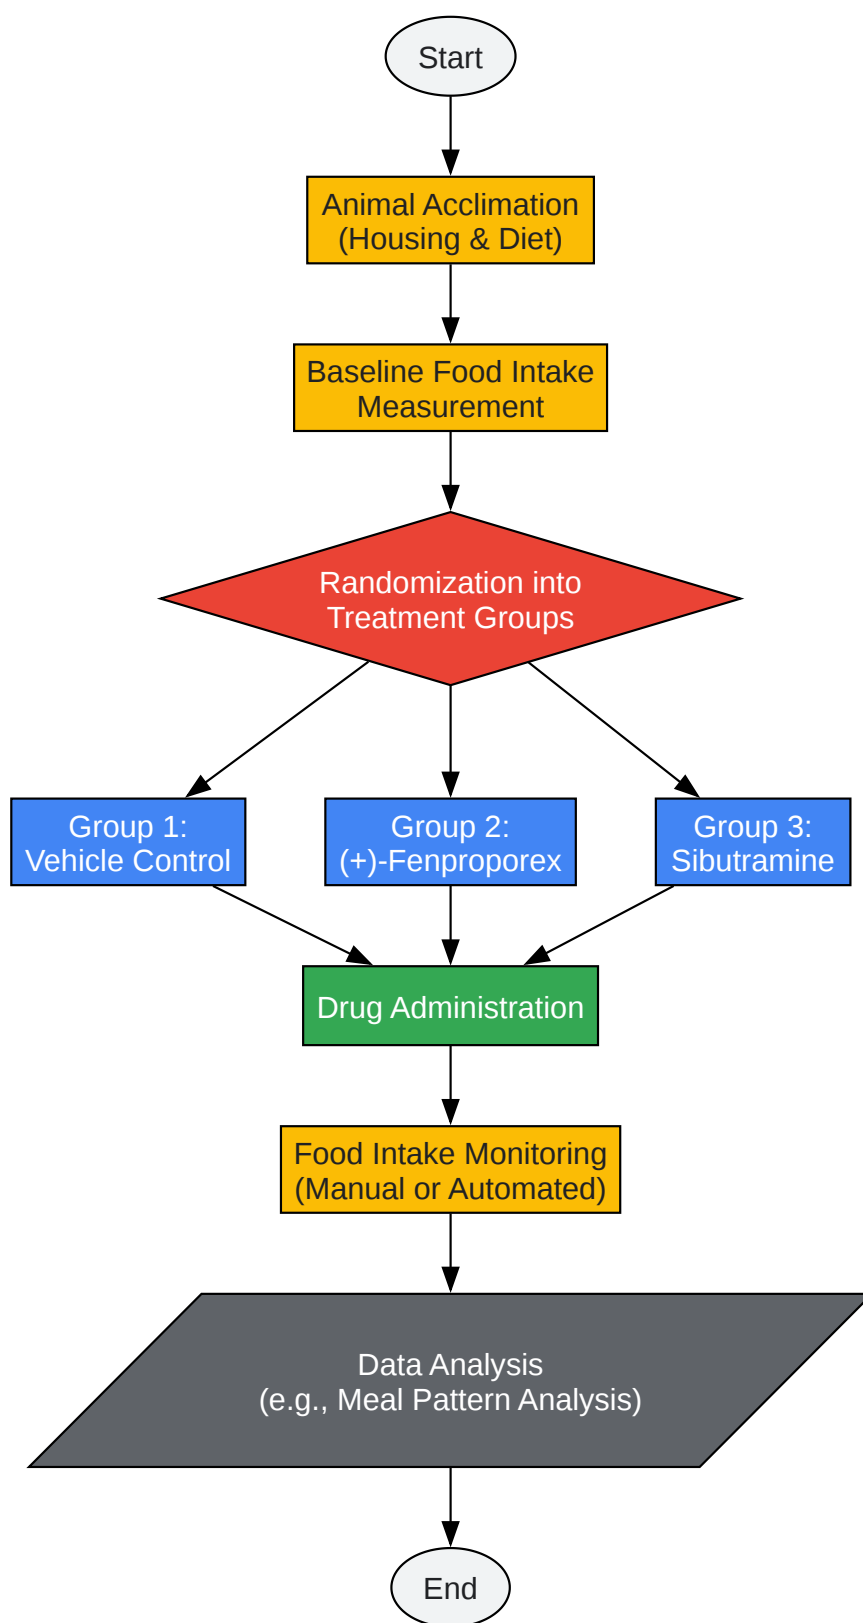 Start
Animal Acclimation
(Housing & Diet)
Baseline Food Intake
Measurement
Randomization into
Treatment Groups
Group 1:
Vehicle Control
Group 2:
(+)-Fenproporex
Group 3:
Sibutramine
Drug Administration
Food Intake Monitoring
(Manual or Automated)
Data Analysis
(e.g., Meal Pattern Analysis)
End